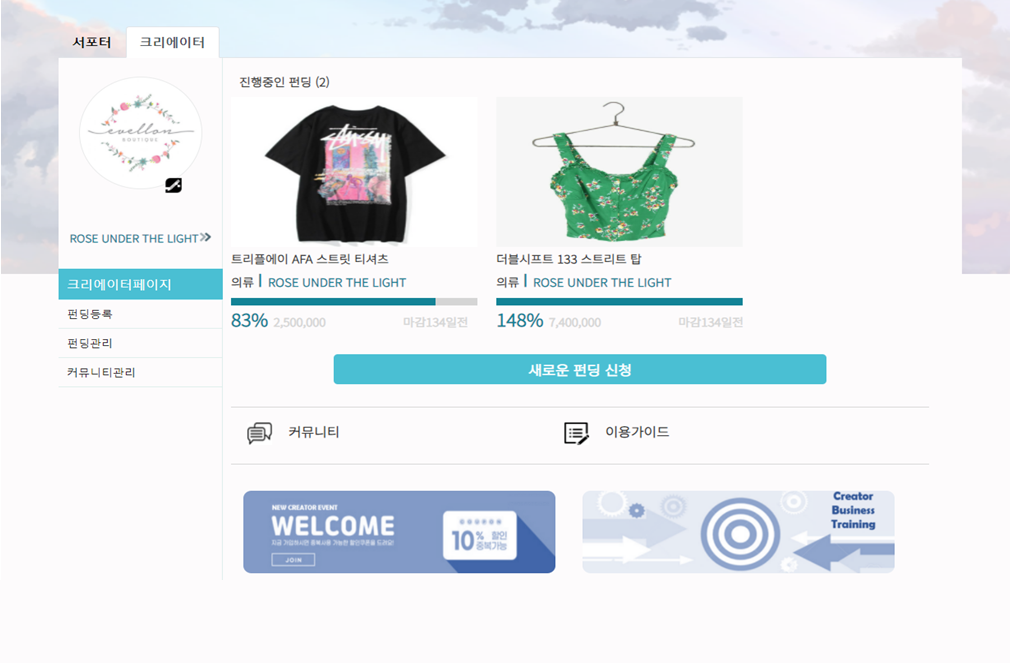 서포터
크리에이터
evellon
BOUTIQUE
ROSE UNDER THE LIGHT
크리에이터페이지
펀딩등록
펀딩관리
커뮤니티관리
진행중인 펀딩 (2)
STUSSY
트리플에이 AFA 스트릿 티셔츠
의류 | ROSE UNDER THE LIGHT
83% 2,500,000 마감134일전
더블시프트 133 스트리트 탑
의류 | ROSE UNDER THE LIGHT
148% 7,400,000 마감134일전
새로운 펀딩 신청
커뮤니티
이용가이드
NEW CREATOR EVENT
WELCOME
지금 가입하시면 중복사용 가능한 할인쿠폰을 드려요!
JOIN
10% 할인
중복가능
Creator
Business
Training